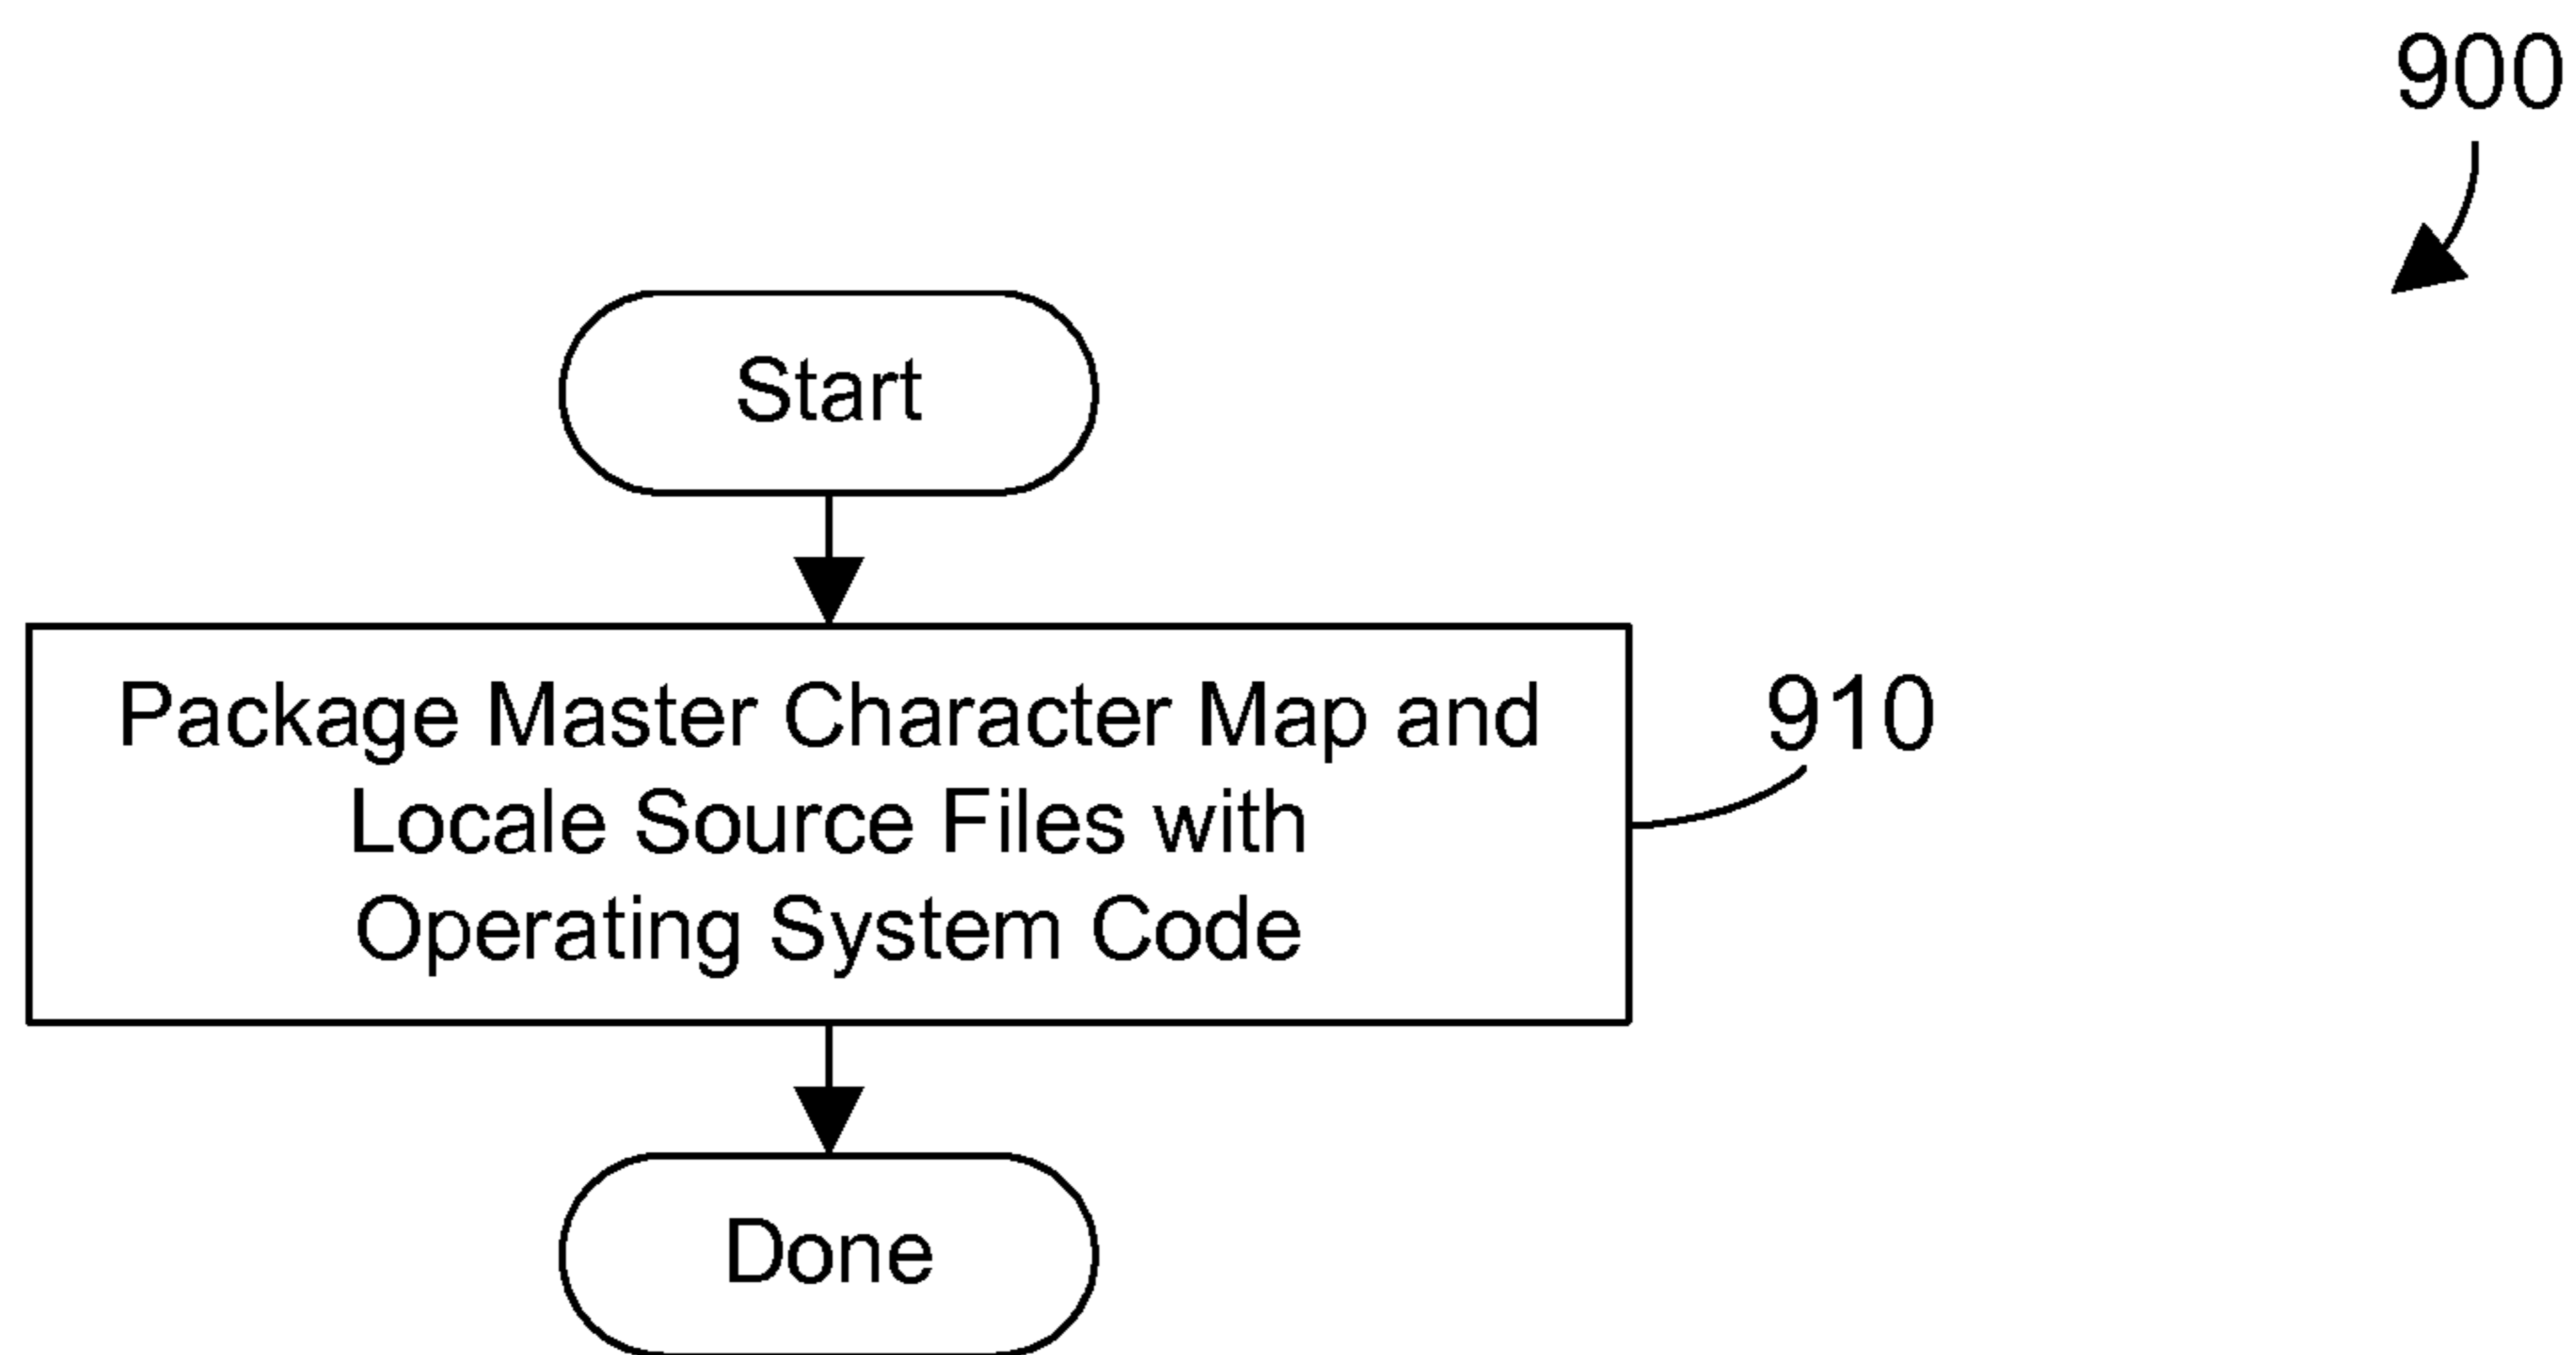 900
Start
Package Master Character Map and
Locale Source Files with
Operating System Code
910
Done